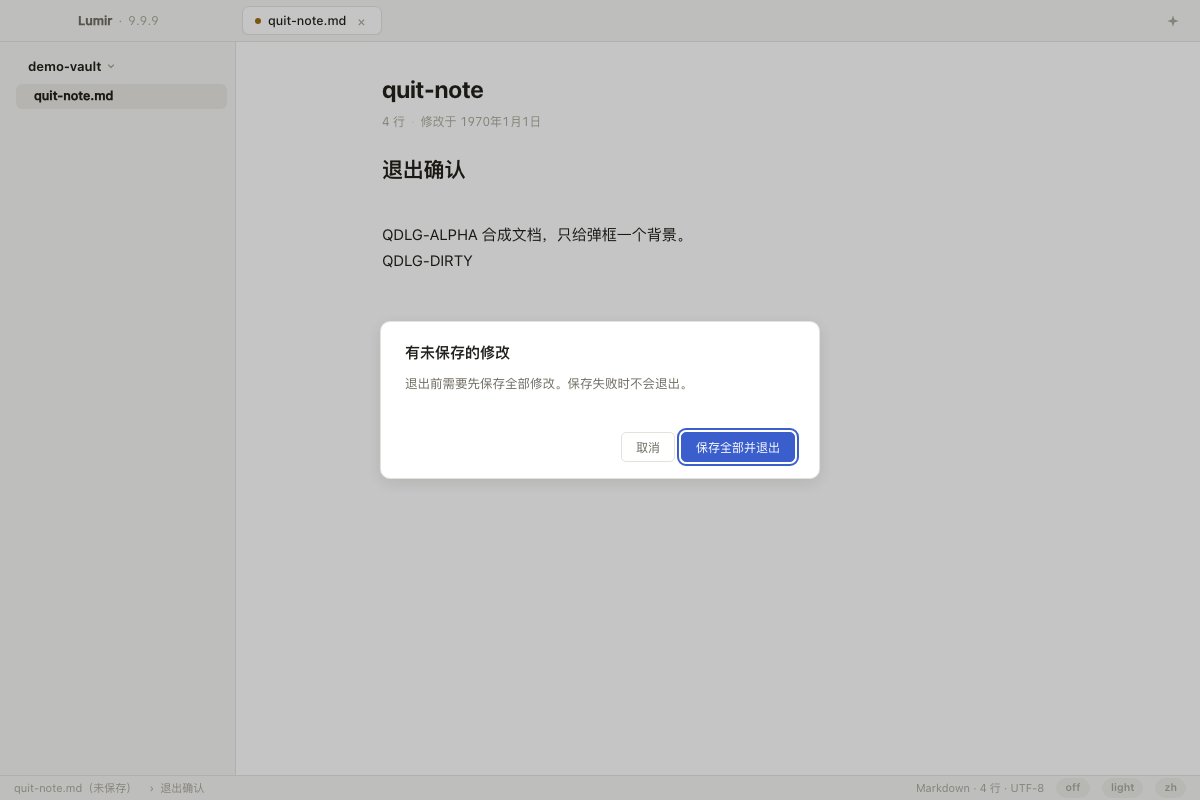 Lumir · 9.9.9
quit-note.md ×
demo-vault
quit-note.md
quit-note
4 行 · 修改于 1970年1月1日
退出确认
QDLG-ALPHA 合成文档，只给弹框一个背景。
QDLG-DIRTY
有未保存的修改
退出前需要先保存全部修改。保存失败时不会退出。
取消
保存全部并退出
quit-note.md（未保存） › 退出确认
Markdown · 4 行 · UTF-8 off light zh